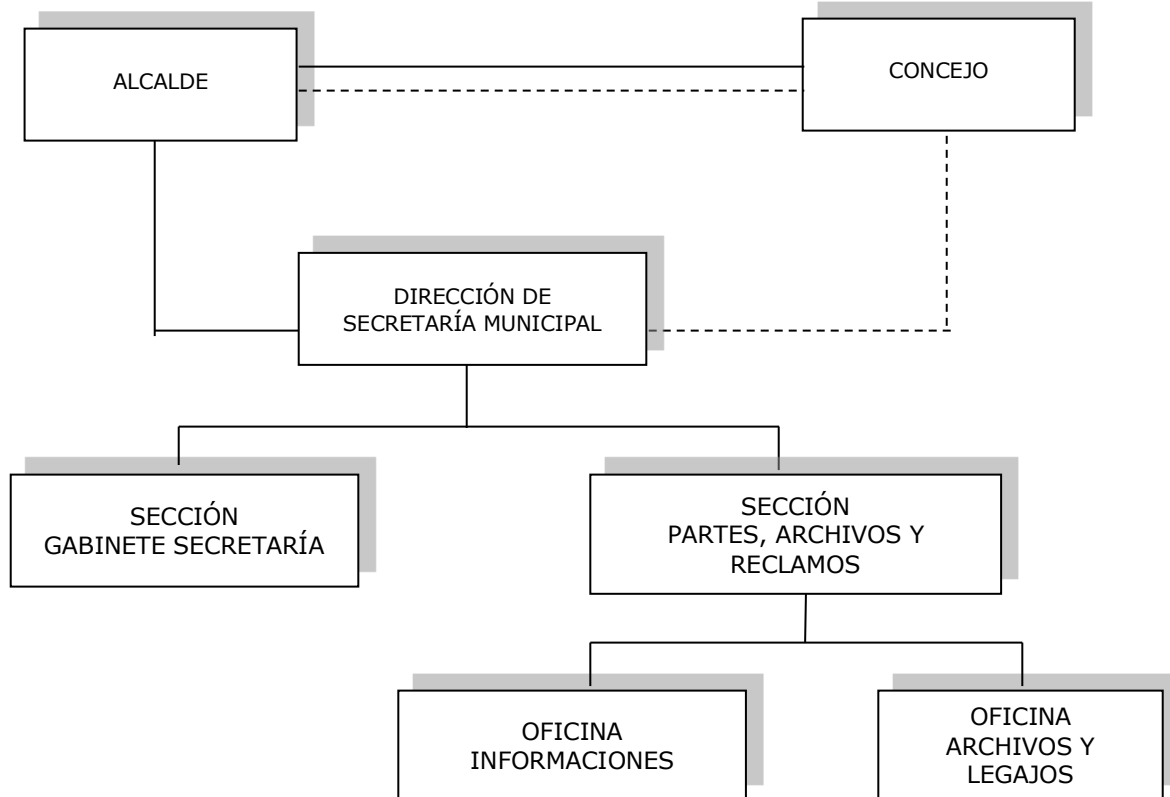 ALCALDE
CONCEJO
DIRECCIÓN DE
SECRETARÍA MUNICIPAL
SECCIÓN
GABINETE SECRETARÍA
SECCIÓN
PARTES, ARCHIVOS Y
RECLAMOS
OFICINA
INFORMACIONES
OFICINA
ARCHIVOS Y
LEGAJOS